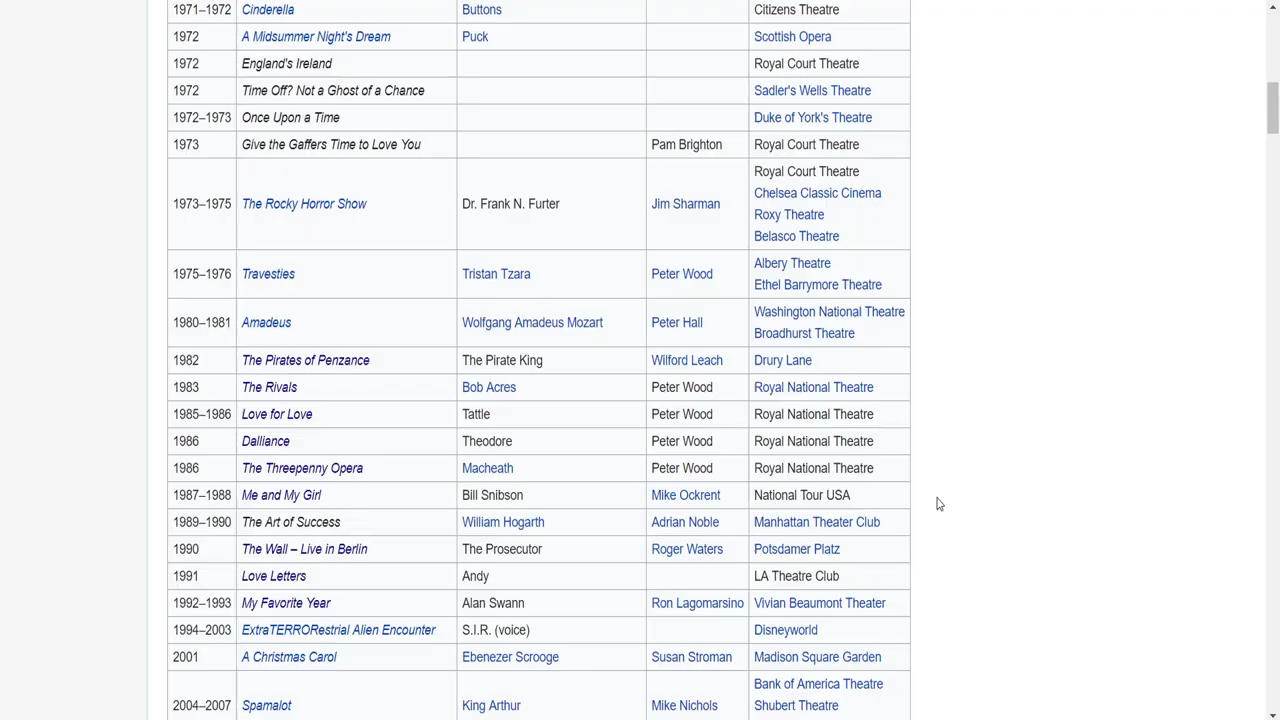 1971–1972 Cinderella Buttons Citizens Theatre
1972 A Midsummer Night's Dream Puck Scottish Opera
1972 England's Ireland Royal Court Theatre
1972 Time Off? Not a Ghost of a Chance Sadler's Wells Theatre
1972–1973 Once Upon a Time Duke of York's Theatre
1973 Give the Gaffers Time to Love You Pam Brighton Royal Court Theatre
1973–1975 The Rocky Horror Show Dr. Frank N. Furter Jim Sharman Royal Court Theatre
Chelsea Classic Cinema
Roxy Theatre
Belasco Theatre
1975–1976 Travesties Tristan Tzara Peter Wood Albery Theatre
Ethel Barrymore Theatre
1980–1981 Amadeus Wolfgang Amadeus Mozart Peter Hall Washington National Theatre
Broadhurst Theatre
1982 The Pirates of Penzance The Pirate King Wilford Leach Drury Lane
1983 The Rivals Bob Acres Peter Wood Royal National Theatre
1985–1986 Love for Love Tattle Peter Wood Royal National Theatre
1986 Dalliance Theodore Peter Wood Royal National Theatre
1986 The Threepenny Opera Macheath Peter Wood Royal National Theatre
1987–1988 Me and My Girl Bill Snibson Mike Ockrent National Tour USA
1989–1990 The Art of Success William Hogarth Adrian Noble Manhattan Theater Club
1990 The Wall – Live in Berlin The Prosecutor Roger Waters Potsdamer Platz
1991 Love Letters Andy LA Theatre Club
1992–1993 My Favorite Year Alan Swann Ron Lagomarsino Vivian Beaumont Theater
1994–2003 ExtraTERRORestrial Alien Encounter S.I.R. (voice) Disneyworld
2001 A Christmas Carol Ebenezer Scrooge Susan Stroman Madison Square Garden
2004–2007 Spamalot King Arthur Mike Nichols Bank of America Theatre
Shubert Theatre